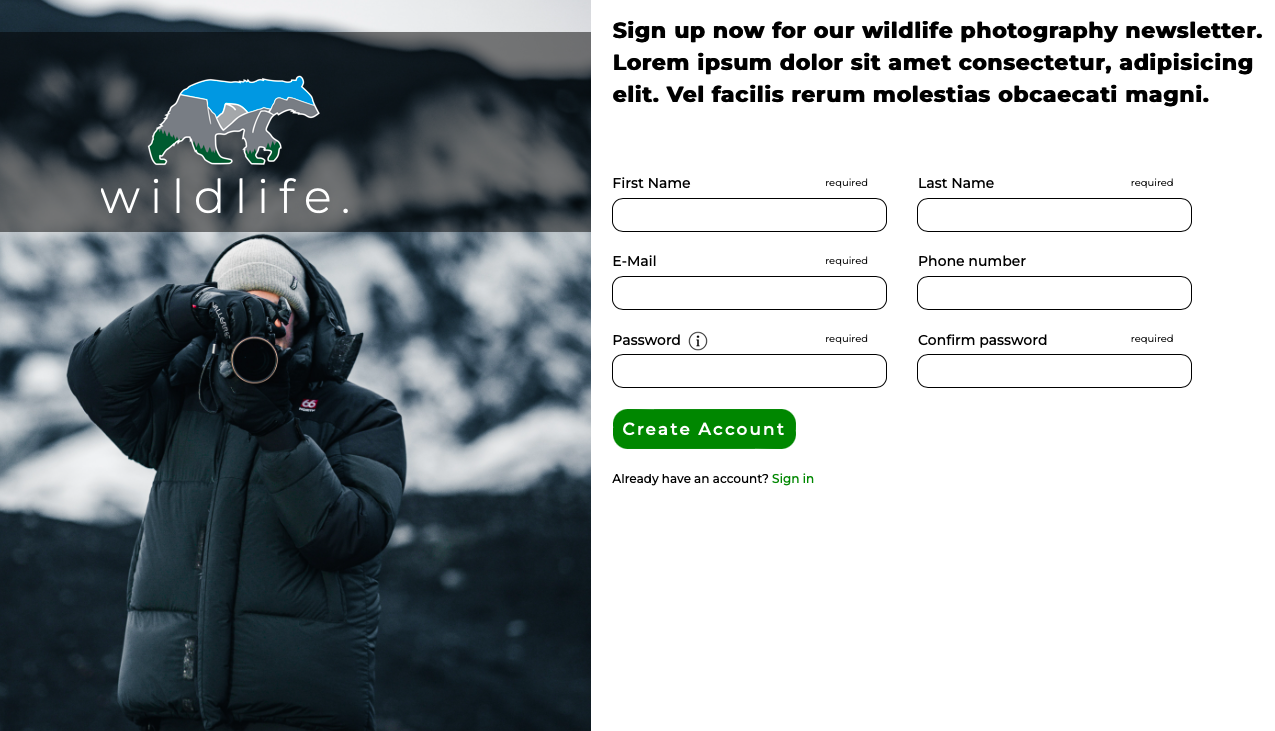 wildlife.
Sign up now for our wildlife photography newsletter.
Lorem ipsum dolor sit amet consectetur, adipisicing
elit. Vel facilis rerum molestias obcaecati magni.
First Name required
Last Name required
E-Mail required
Phone number
Password i required
Confirm password required
Create Account
Already have an account? Sign in
66